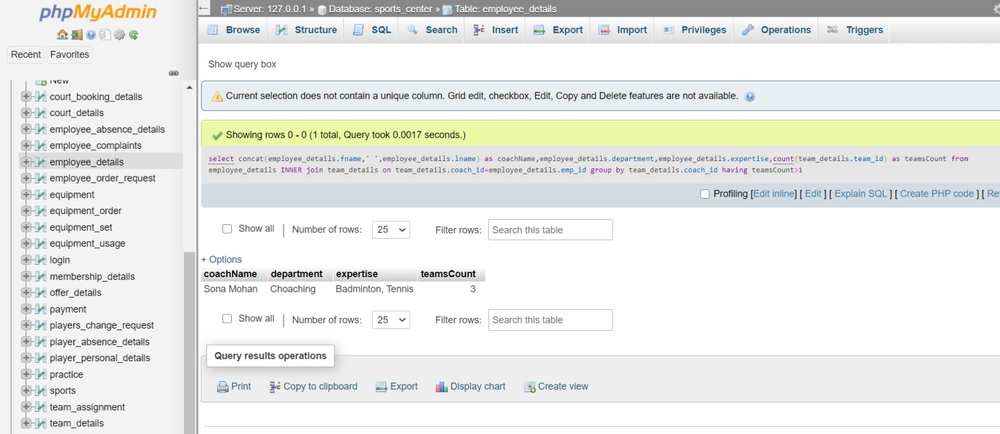 phpMyAdmin
Recent Favorites
New
court_booking_details
court_details
employee_absence_details
employee_complaints
employee_details
employee_order_request
equipment
equipment_order
equipment_set
equipment_usage
login
membership_details
offer_details
payment
players_change_request
player_absence_details
player_personal_details
practice
sports
team_assignment
team_details
Server: 127.0.0.1 » Database: sports_center » Table: employee_details
Browse Structure SQL Search Insert Export Import Privileges Operations Triggers
Show query box
Current selection does not contain a unique column. Grid edit, checkbox, Edit, Copy and Delete features are not available.
Showing rows 0 - 0 (1 total, Query took 0.0017 seconds.)
select concat(employee_details.fname,' ',employee_details.lname) as coachName,employee_details.department,employee_details.expertise,count(team_details.team_id) as teamsCount from
employee_details INNER join team_details on team_details.coach_id=employee_details.emp_id group by team_details.coach_id having teamsCount>1
Profiling [Edit inline] [ Edit ] [ Explain SQL ] [ Create PHP code ] [ Re
Show all | Number of rows: 25 Filter rows: Search this table
+ Options
coachName department expertise teamsCount
Sona Mohan Choaching Badminton, Tennis 3
Show all | Number of rows: 25 Filter rows: Search this table
Query results operations
Print Copy to clipboard Export Display chart Create view